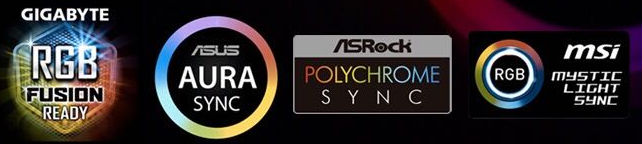 GIGABYTE
RGB
FUSION
READY
ASUS
AURA
SYNC
ASRock
POLYCHROME
SYNC
RGB
msi
MYSTIC
LIGHT
SYNC